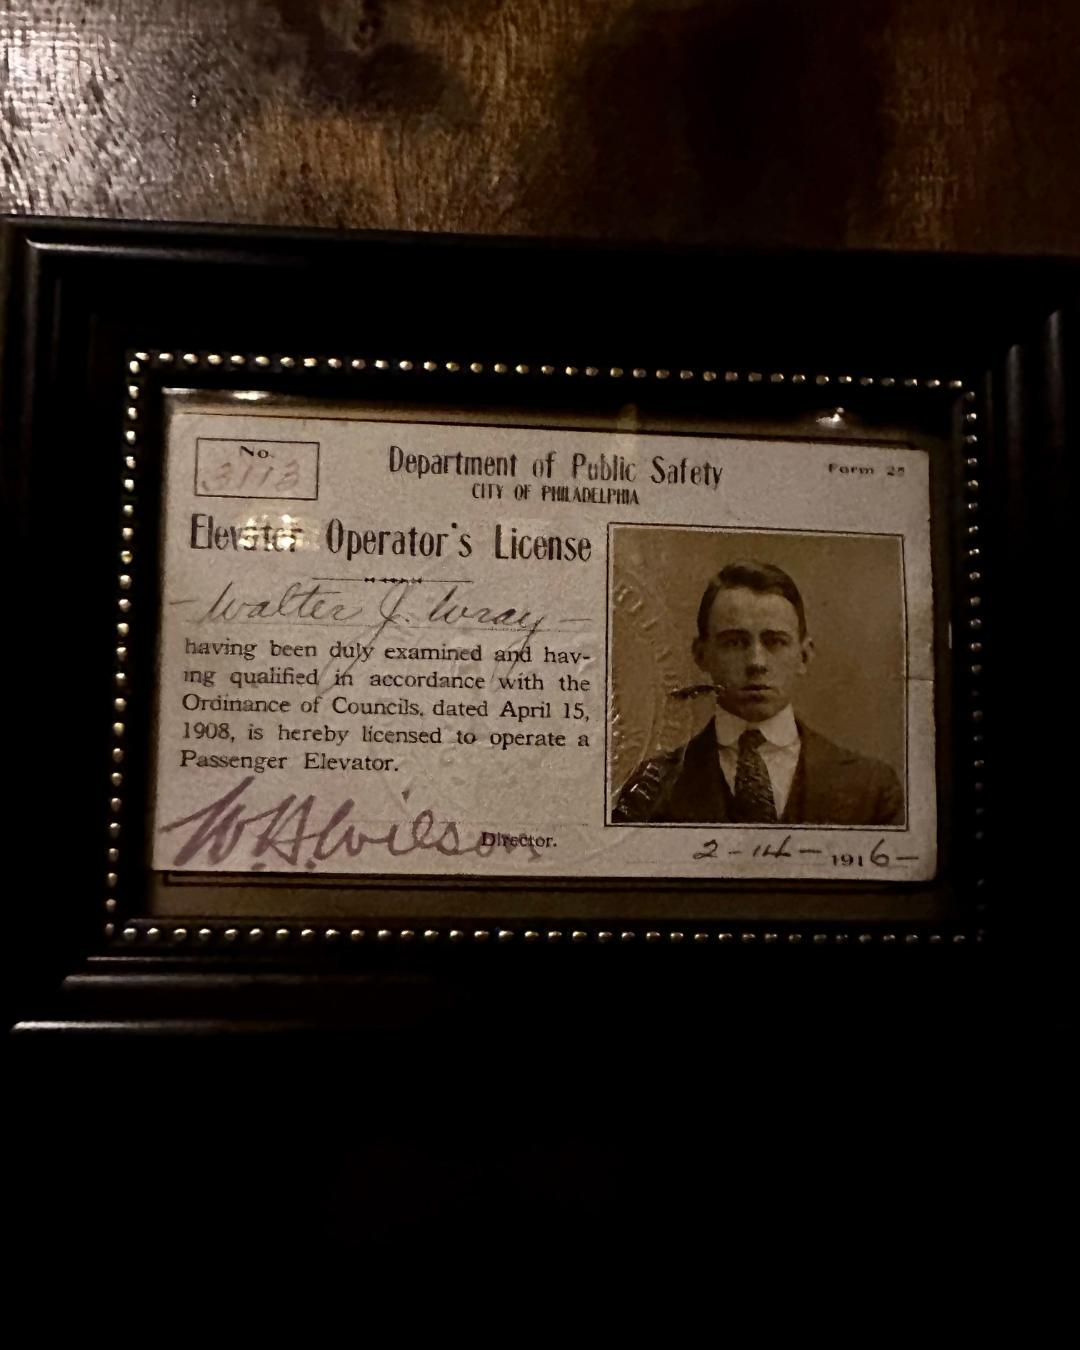 No.
3113
Department of Public Safety
CITY OF PHILADELPHIA
Form 25
Elevator Operator's License
- Walter J. Wray -
having been duly examined and hav-
ing qualified in accordance with the
Ordinance of Councils, dated April 15,
1908, is hereby licensed to operate a
Passenger Elevator.
W.H. Wilson
Director.
2-14-1916-